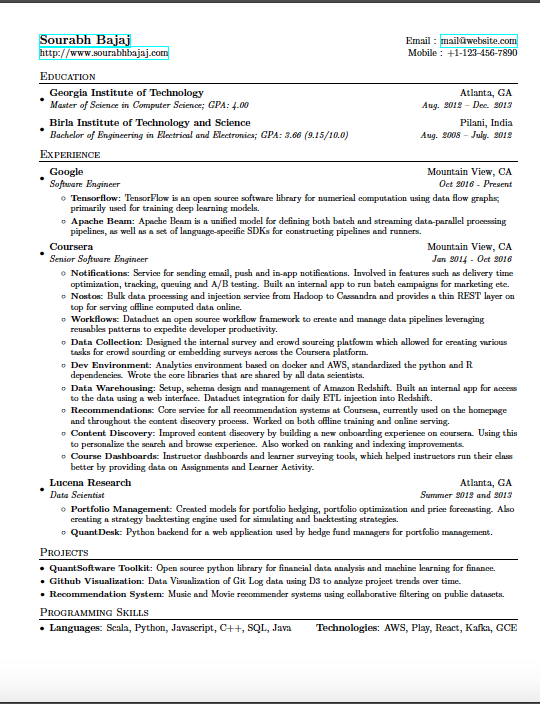 Sourabh Bajaj Email : mail@website.com
http://www.sourabhbajaj.com Mobile : +1-123-456-7890
Education
• Georgia Institute of Technology Atlanta, GA
Master of Science in Computer Science; GPA: 4.00 Aug. 2012 – Dec. 2013
• Birla Institute of Technology and Science Pilani, India
Bachelor of Engineering in Electrical and Electronics; GPA: 3.66 (9.15/10.0) Aug. 2008 – July. 2012
Experience
• Google Mountain View, CA
Software Engineer Oct 2016 - Present
◦ Tensorflow: TensorFlow is an open source software library for numerical computation using data flow graphs;
primarily used for training deep learning models.
◦ Apache Beam: Apache Beam is a unified model for defining both batch and streaming data-parallel processing
pipelines, as well as a set of language-specific SDKs for constructing pipelines and runners.
• Coursera Mountain View, CA
Senior Software Engineer Jan 2014 - Oct 2016
◦ Notifications: Service for sending email, push and in-app notifications. Involved in features such as delivery time
optimization, tracking, queuing and A/B testing. Built an internal app to run batch campaigns for marketing etc.
◦ Nostos: Bulk data processing and injection service from Hadoop to Cassandra and provides a thin REST layer on
top for serving offline computed data online.
◦ Workflows: Dataduct an open source workflow framework to create and manage data pipelines leveraging
reusables patterns to expedite developer productivity.
◦ Data Collection: Designed the internal survey and crowd sourcing platfowm which allowed for creating various
tasks for crowd sourding or embedding surveys across the Coursera platform.
◦ Dev Environment: Analytics environment based on docker and AWS, standardized the python and R
dependencies. Wrote the core libraries that are shared by all data scientists.
◦ Data Warehousing: Setup, schema design and management of Amazon Redshift. Built an internal app for access
to the data using a web interface. Dataduct integration for daily ETL injection into Redshift.
◦ Recommendations: Core service for all recommendation systems at Coursesa, currently used on the homepage
and throughout the content discovery process. Worked on both offline training and online serving.
◦ Content Discovery: Improved content discovery by building a new onboarding experience on coursera. Using this
to personalize the search and browse experience. Also worked on ranking and indexing improvements.
◦ Course Dashboards: Instructor dashboards and learner surveying tools, which helped instructors run their class
better by providing data on Assignments and Learner Activity.
• Lucena Research Atlanta, GA
Data Scientist Summer 2012 and 2013
◦ Portfolio Management: Created models for portfolio hedging, portfolio optimization and price forecasting. Also
creating a strategy backtesting engine used for simulating and backtesting strategies.
◦ QuantDesk: Python backend for a web application used by hedge fund managers for portfolio management.
Projects
• QuantSoftware Toolkit: Open source python library for financial data analysis and machine learning for finance.
• Github Visualization: Data Visualization of Git Log data using D3 to analyze project trends over time.
• Recommendation System: Music and Movie recommender systems using collaborative filtering on public datasets.
Programming Skills
• Languages: Scala, Python, Javascript, C++, SQL, Java Technologies: AWS, Play, React, Kafka, GCE